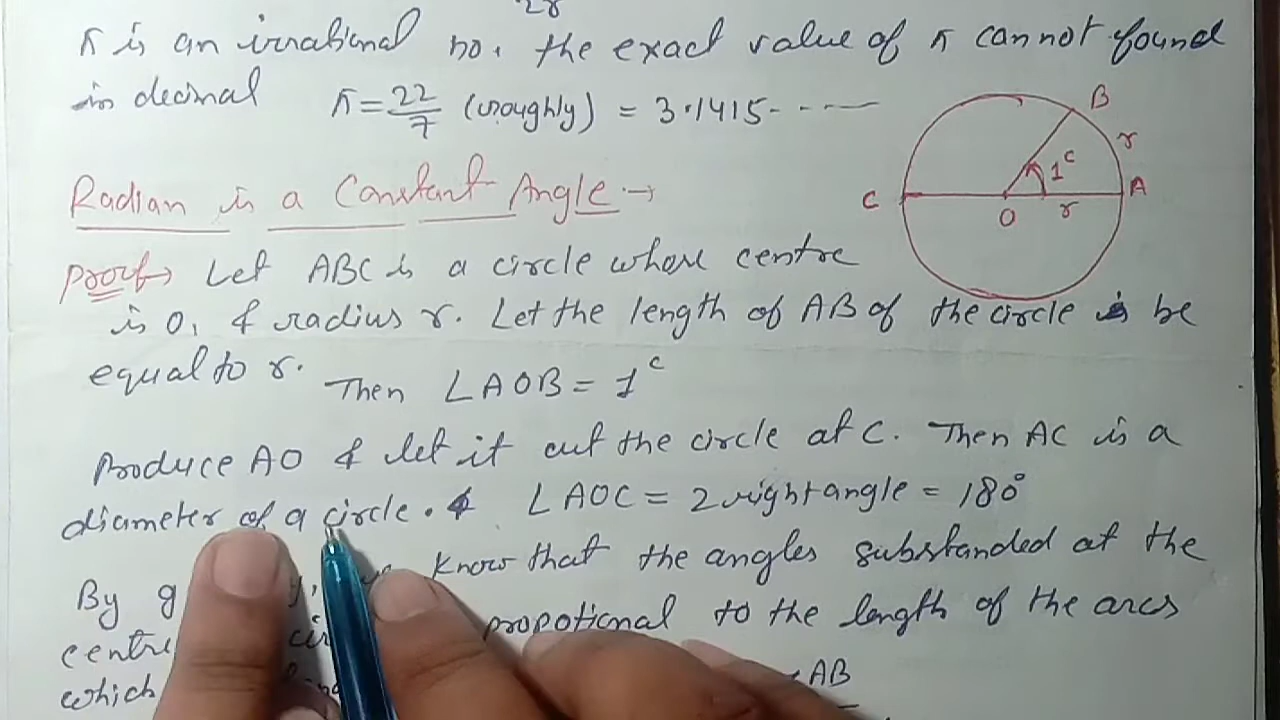 π is an irrational no. the exact value of π cannot found
in decimal π = 22/7 (roughly) = 3.1415- - - —
Radian is a Constant Angle :→
Proof→ Let ABC is a circle whose centre
is O, & radius r. Let the length of AB of the circle is be
equal to r. Then ∠AOB = 1ᶜ
Produce AO & let it cut the circle at C. Then AC is a
diameter of a circle. & ∠AOC = 2 right angle = 180°
By know that the angles substanded at the
centre propotional to the length of the arcs
which
AB
B
r
1ᶜ
C
O
r
A